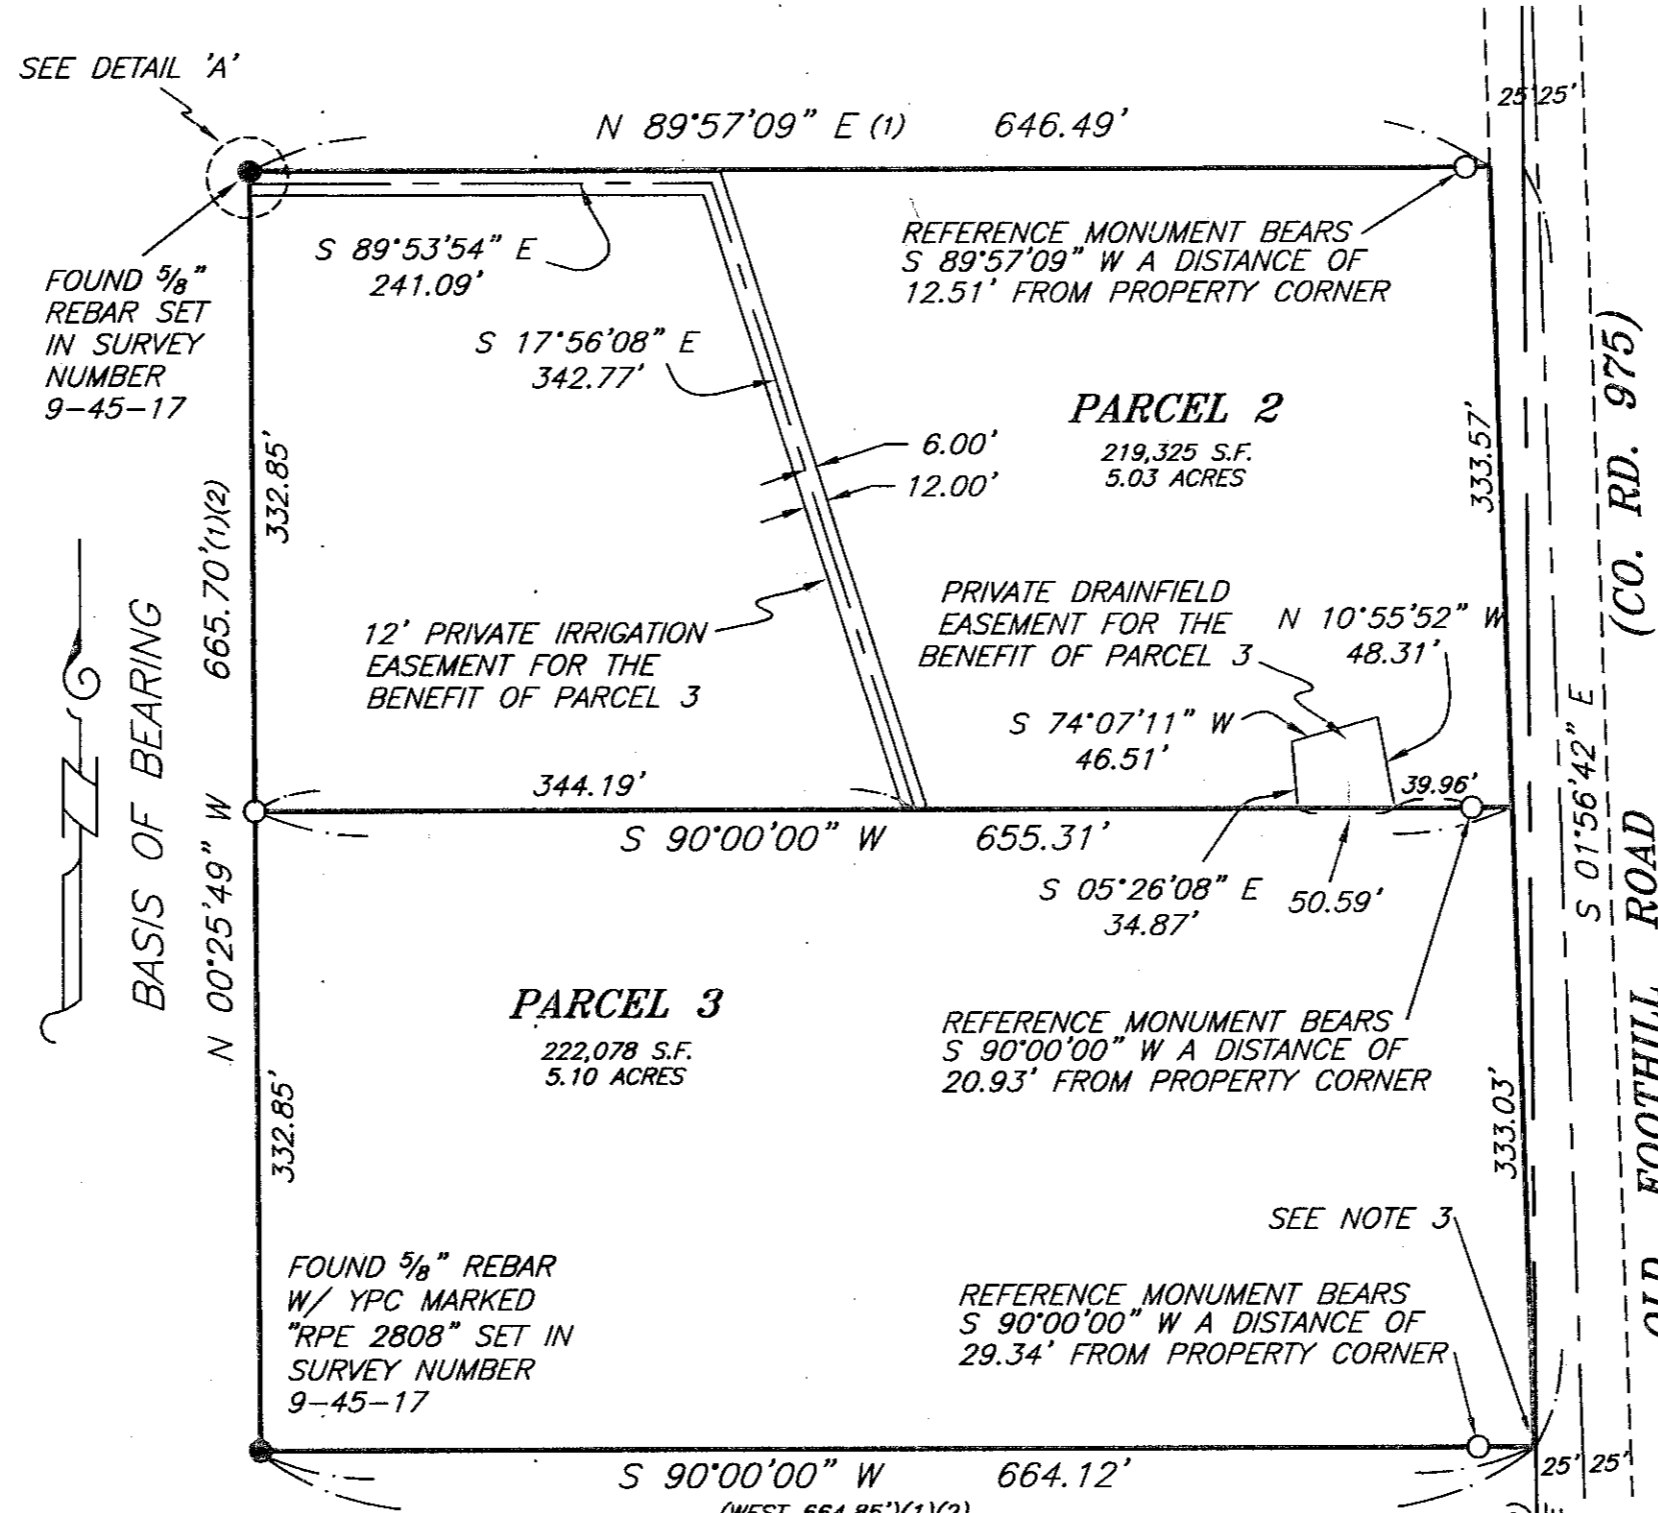 SEE DETAIL 'A'
25' 25'
N 89°57'09" E (1) 646.49'
S 89°53'54" E
241.09'
REFERENCE MONUMENT BEARS
S 89°57'09" W A DISTANCE OF
12.51' FROM PROPERTY CORNER
FOUND 5/8"
REBAR SET
IN SURVEY
NUMBER
9-45-17
S 17°56'08" E
342.77'
PARCEL 2
219,325 S.F.
5.03 ACRES
6.00'
12.00'
332.85'
333.57'
665.70'(1)(2)
N 00°25'49" W
BASIS OF BEARING
N
(CO. RD. 975)
OLD FOOTHILL ROAD
S 01°56'42" E
12' PRIVATE IRRIGATION
EASEMENT FOR THE
BENEFIT OF PARCEL 3
PRIVATE DRAINFIELD
EASEMENT FOR THE
BENEFIT OF PARCEL 3
N 10°55'52" W
48.31'
S 74°07'11" W
46.51'
344.19'
39.96'
S 90°00'00" W 655.31'
S 05°26'08" E
34.87'
50.59'
PARCEL 3
222,078 S.F.
5.10 ACRES
REFERENCE MONUMENT BEARS
S 90°00'00" W A DISTANCE OF
20.93' FROM PROPERTY CORNER
332.85'
333.03'
SEE NOTE 3
FOUND 5/8" REBAR
W/ YPC MARKED
"RPE 2808" SET IN
SURVEY NUMBER
9-45-17
REFERENCE MONUMENT BEARS
S 90°00'00" W A DISTANCE OF
29.34' FROM PROPERTY CORNER
S 90°00'00" W 664.12'
25' 25'
(WEST 664.85')(1)(2)